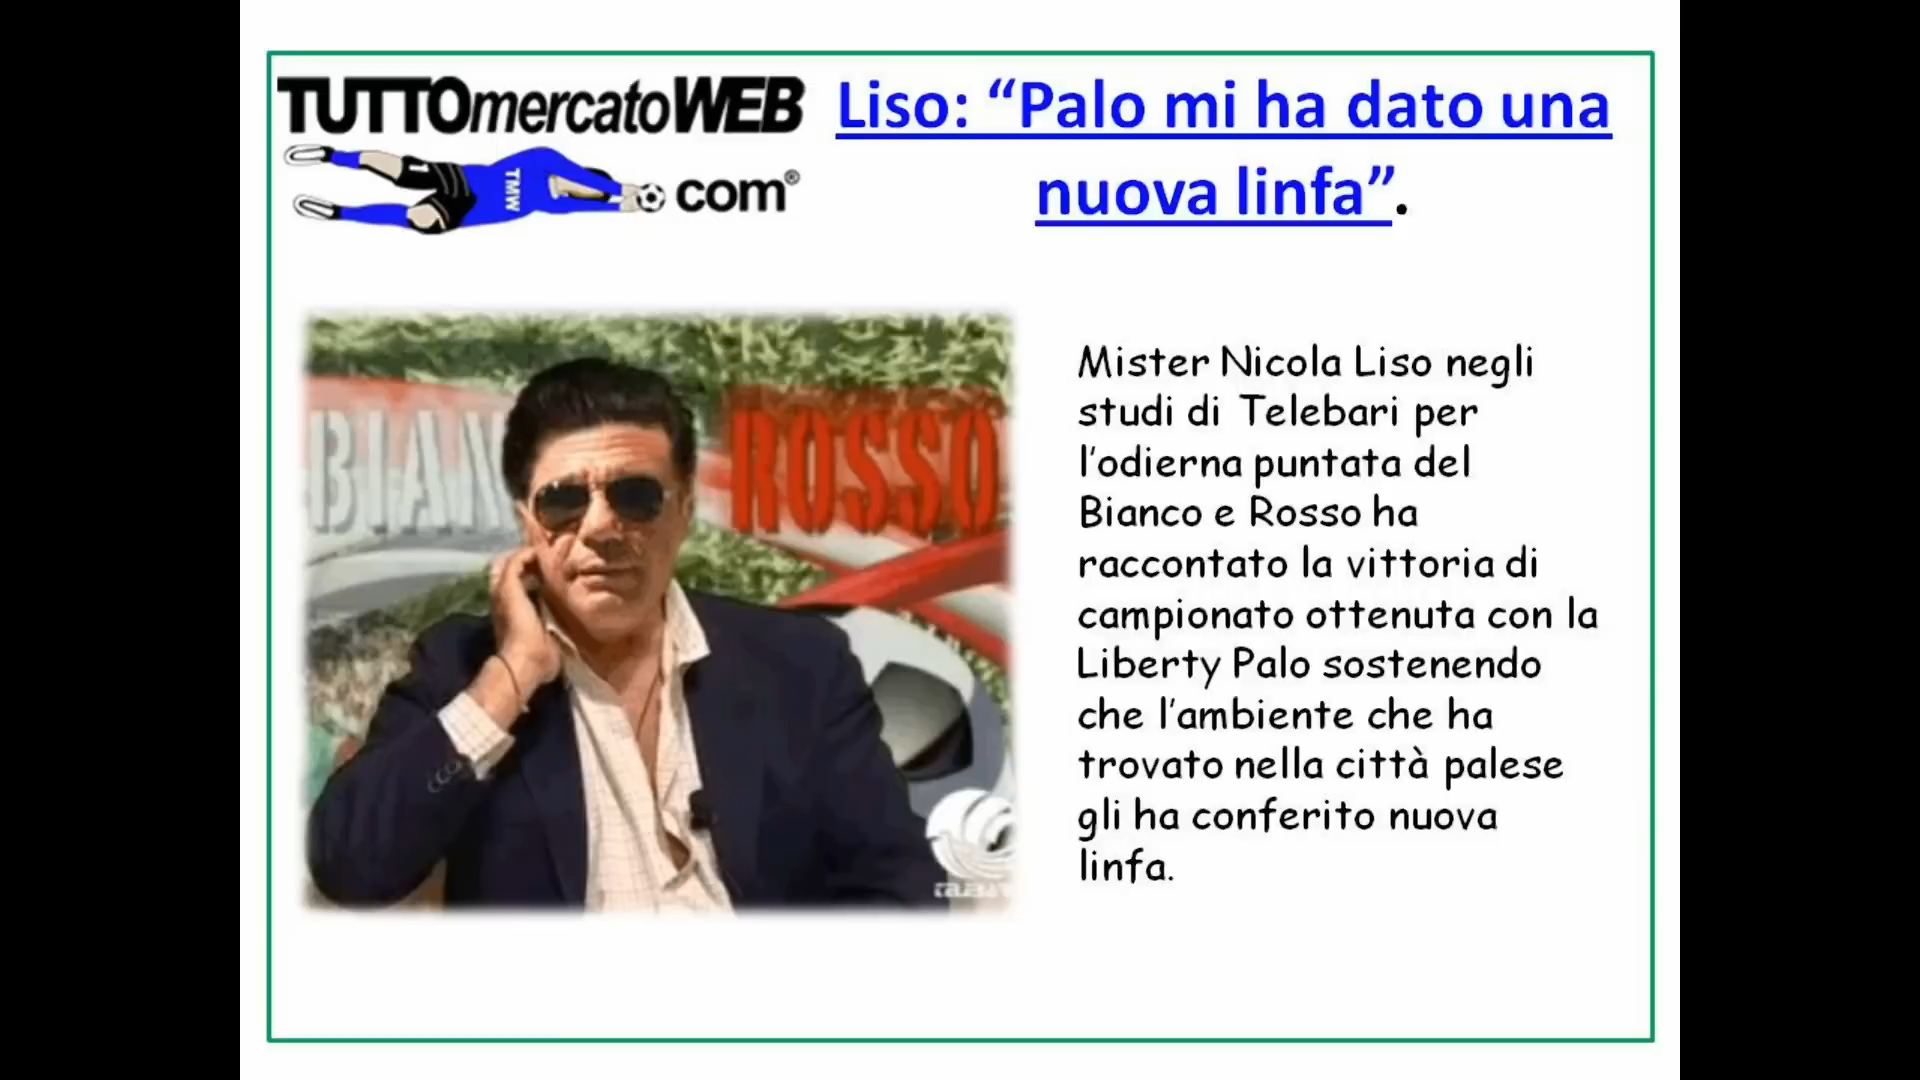 TUTTOmercatoWEB
com®
TMW
1
Liso: “Palo mi ha dato una
nuova linfa”.
BIAN
ROSSO
Mister Nicola Liso negli
studi di Telebari per
l'odierna puntata del
Bianco e Rosso ha
raccontato la vittoria di
campionato ottenuta con la
Liberty Palo sostenendo
che l'ambiente che ha
trovato nella città palese
gli ha conferito nuova
linfa.